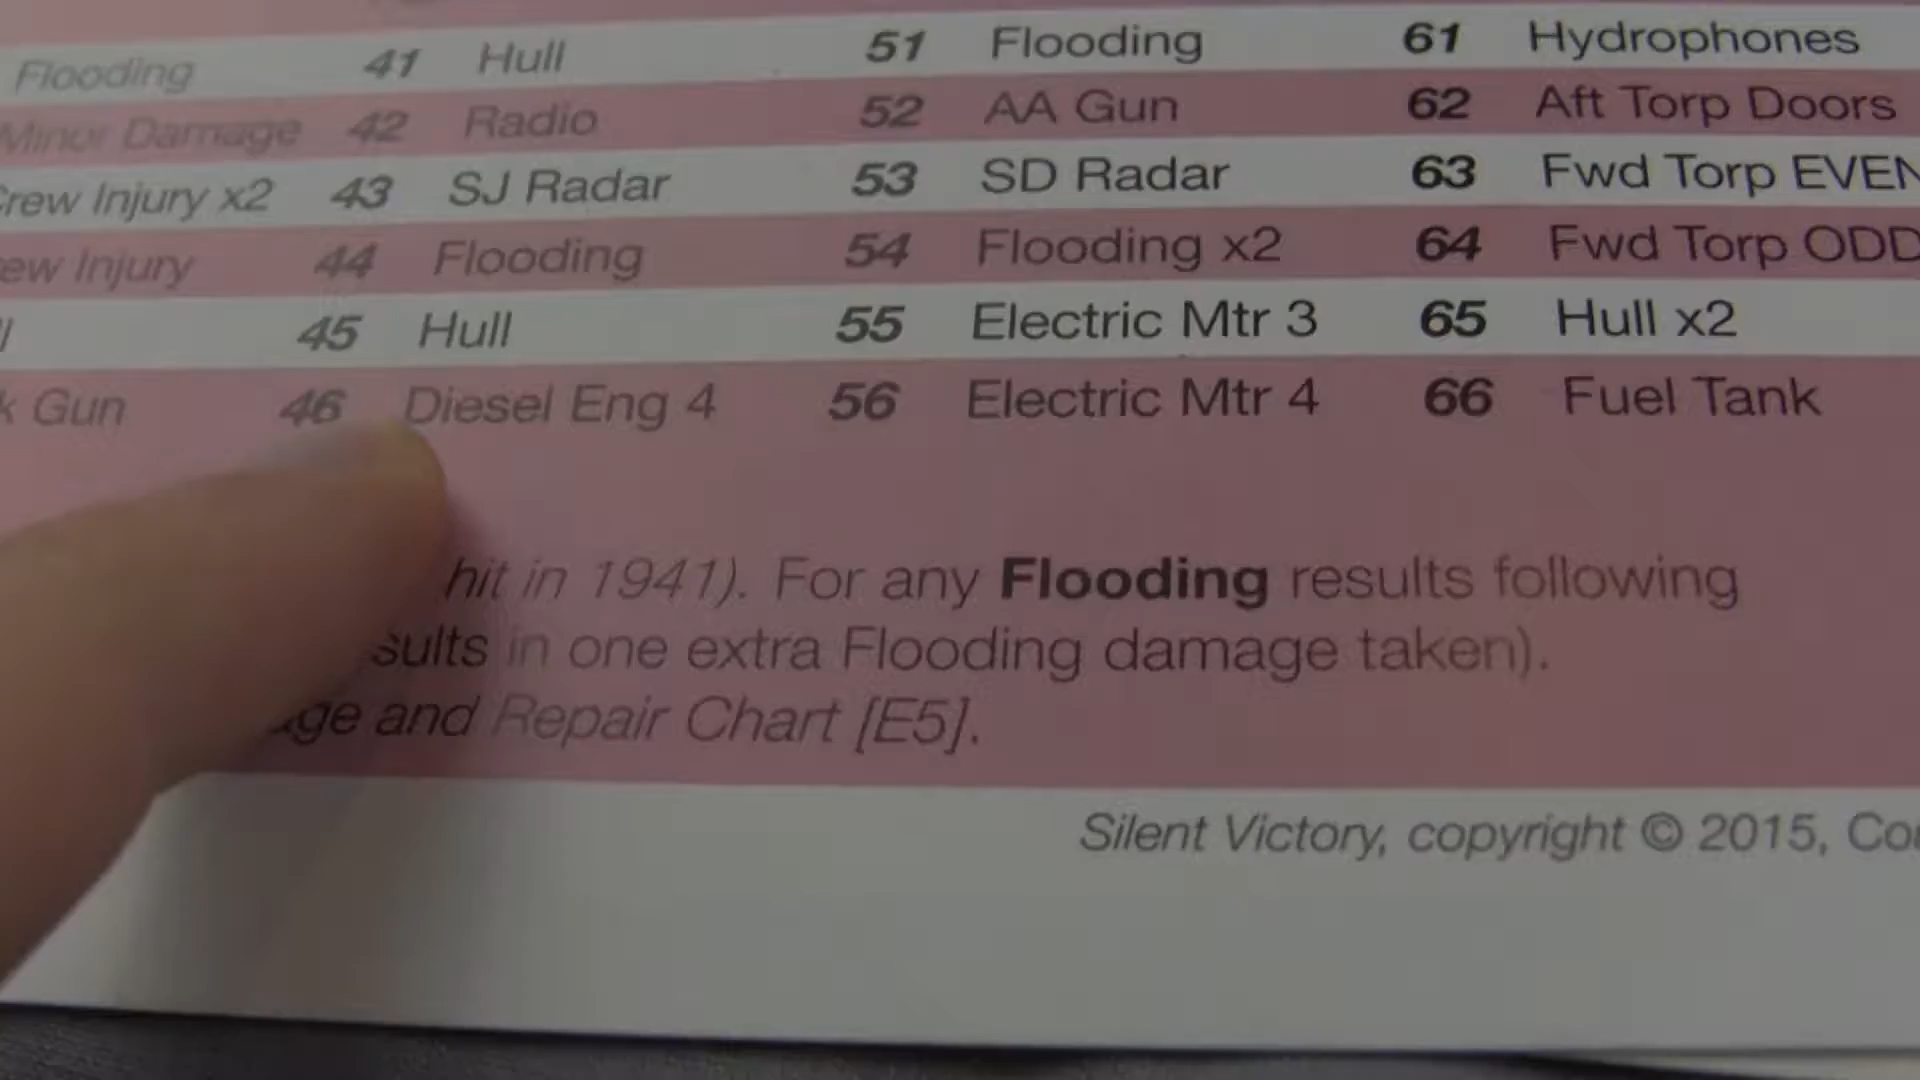 Flooding 41 Hull 51 Flooding 61 Hydrophones
Minor Damage 42 Radio 52 AA Gun 62 Aft Torp Doors
Crew Injury x2 43 SJ Radar 53 SD Radar 63 Fwd Torp EVEN
ew Injury 44 Flooding 54 Flooding x2 64 Fwd Torp ODD
45 Hull 55 Electric Mtr 3 65 Hull x2
k Gun 46 Diesel Eng 4 56 Electric Mtr 4 66 Fuel Tank
hit in 1941). For any Flooding results following
sults in one extra Flooding damage taken).
ge and Repair Chart [E5].
Silent Victory, copyright © 2015, Co